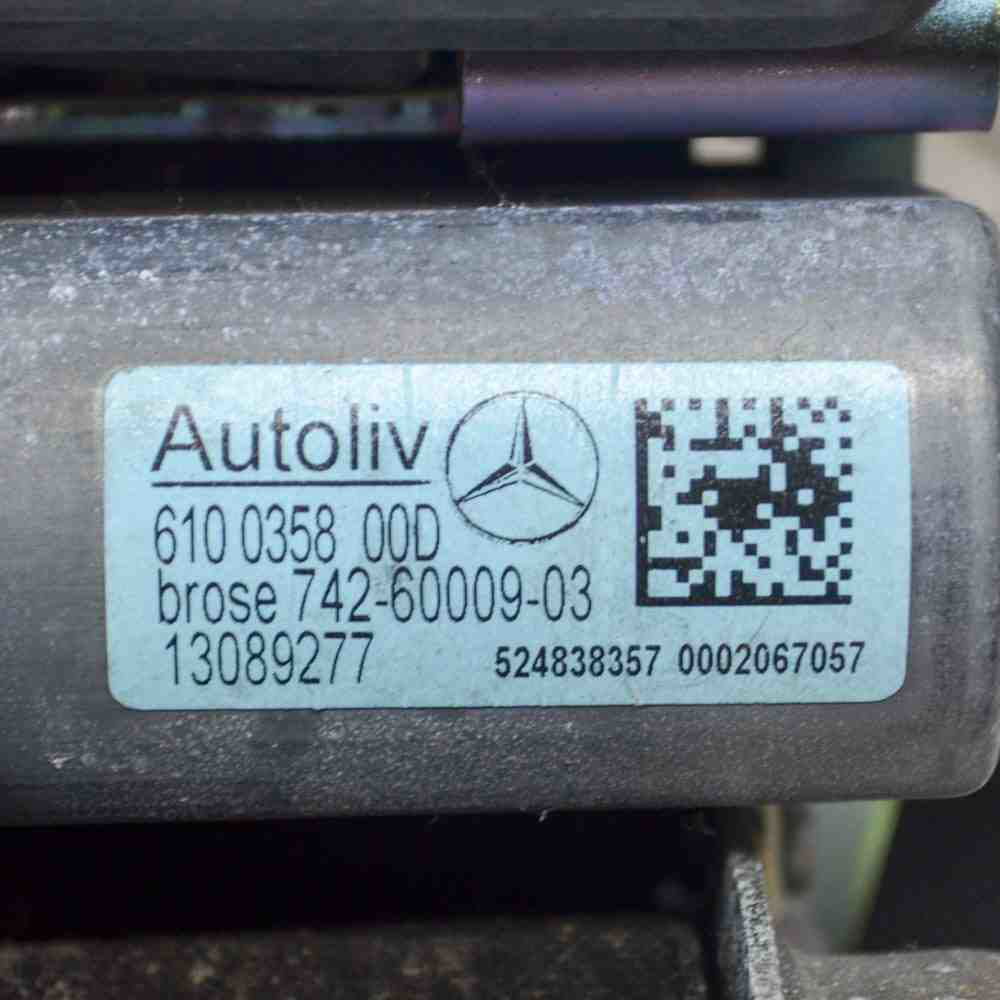 Autoliv
610 0358 00D
brose 742-60009-03
13089277
524838357 0002067057